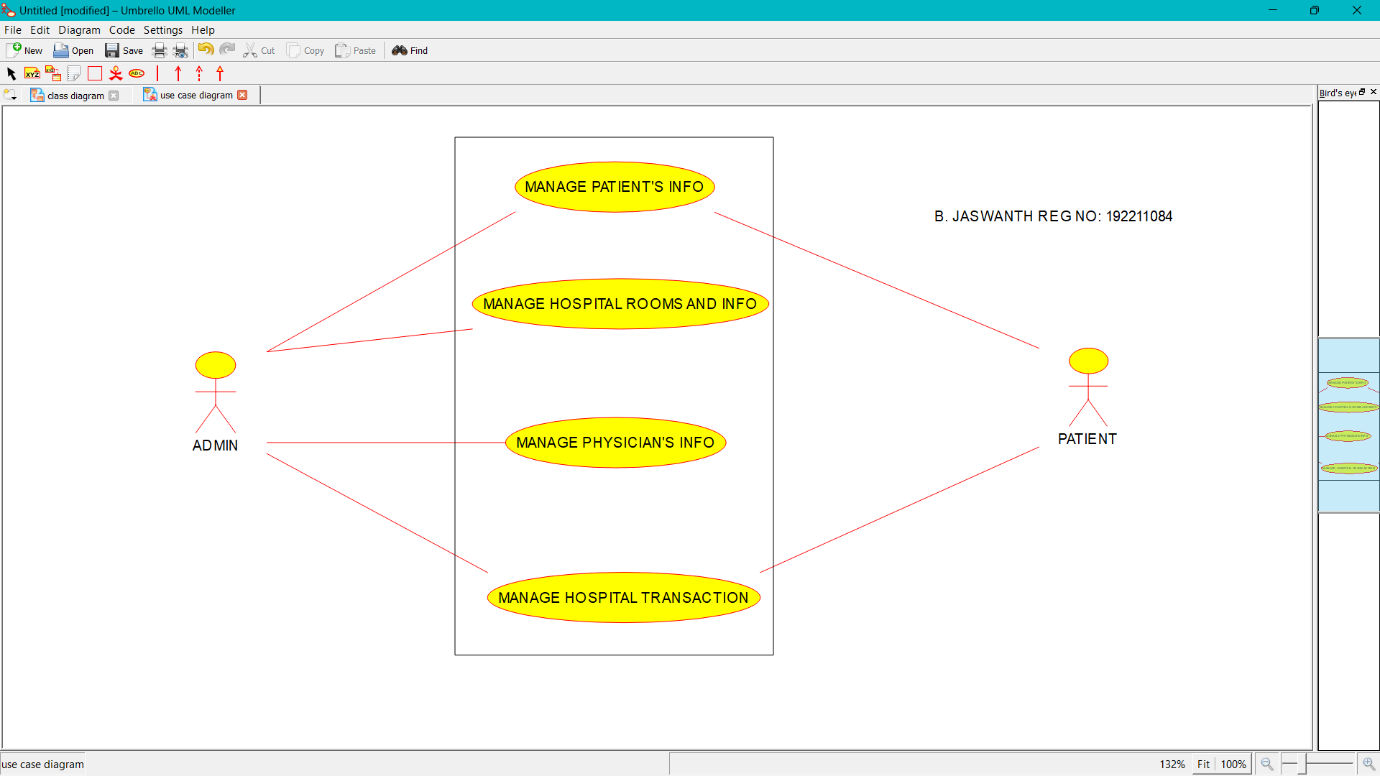 Untitled [modified] – Umbrello UML Modeller
File Edit Diagram Code Settings Help
New Open Save Cut Copy Paste Find
XYZ ABC
class diagram use case diagram
Bird's eye
MANAGE PATIENT'S INFO
B. JASWANTH REG NO: 192211084
MANAGE HOSPITAL ROOMS AND INFO
ADMIN
MANAGE PHYSICIAN'S INFO
PATIENT
MANAGE HOSPITAL TRANSACTION
use case diagram
132% Fit 100%